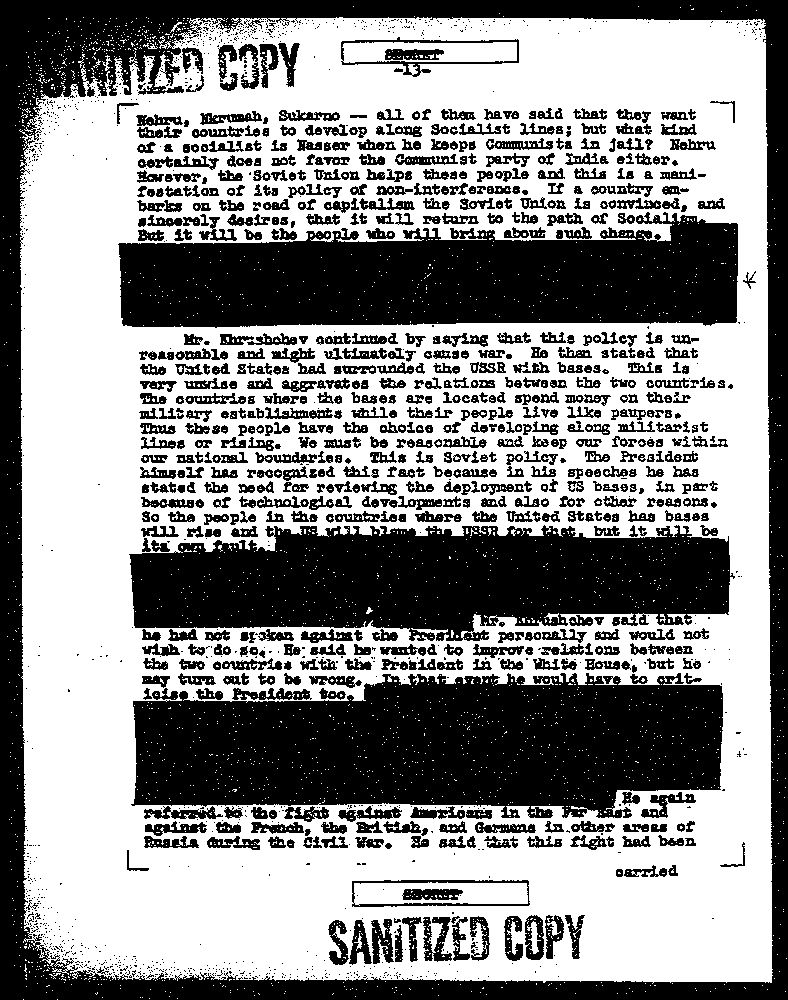 SANITIZED COPY
SECRET
-13-
Nehru, Nkrumah, Sukarno -- all of them have said that they want
their countries to develop along Socialist lines; but what kind
of a socialist is Nasser when he keeps Communists in jail? Nehru
certainly does not favor the Communist party of India either.
However, the Soviet Union helps these people and this is a mani-
festation of its policy of non-interference. If a country em-
barks on the road of capitalism the Soviet Union is convinced, and
sincerely desires, that it will return to the path of Socialism.
But it will be the people who will bring about such change.
Mr. Khrushchev continued by saying that this policy is un-
reasonable and might ultimately cause war. He then stated that
the United States had surrounded the USSR with bases. This is
very unwise and aggravates the relations between the two countries.
The countries where the bases are located spend money on their
military establishments while their people live like paupers.
Thus these people have the choice of developing along militarist
lines or rising. We must be reasonable and keep our forces within
our national boundaries. This is Soviet policy. The President
himself has recognized this fact because in his speeches he has
stated the need for reviewing the deployment of US bases, in part
because of technological developments and also for other reasons.
So the people in the countries where the United States has bases
will rise and the US will blame the USSR for that, but it will be
its own fault.
Mr. Khrushchev said that
he had not spoken against the President personally and would not
wish to do so. He said he wanted to improve relations between
the two countries with the President in the White House, but he
may turn out to be wrong. In that event he would have to crit-
icise the President too.
He again
referred to the fight against Americans in the Far East and
against the French, the British, and Germans in other areas of
Russia during the Civil War. He said that this fight had been
carried
SECRET
SANITIZED COPY